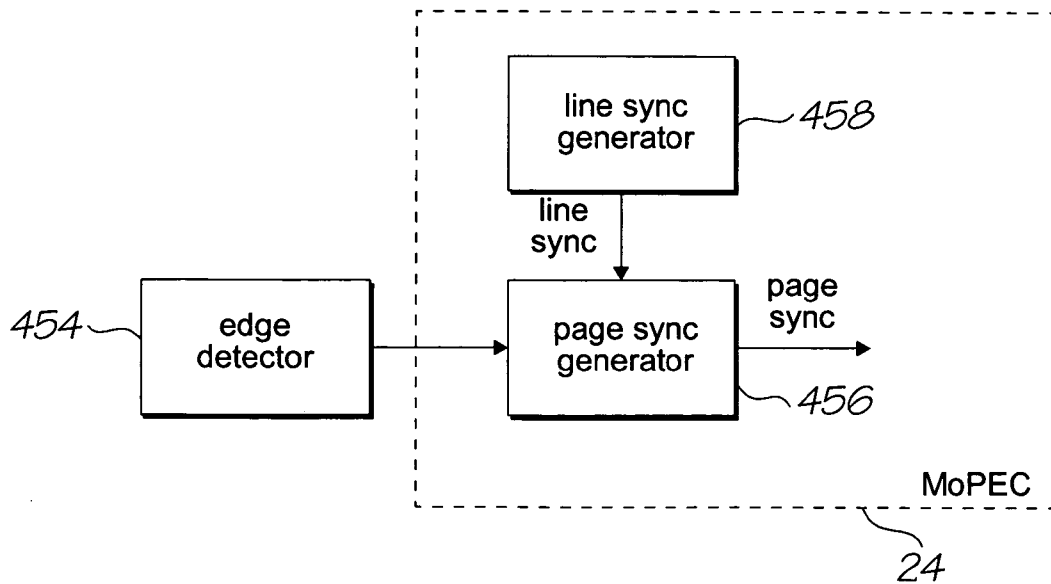 line sync
generator
458
line
sync
454
edge
detector
page sync
generator
page
sync
456
MoPEC
24